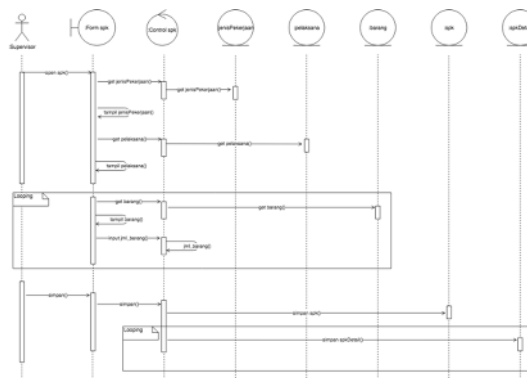 Supervisor
Form spk
Control spk
jenisPekerjaan
pelaksana
barang
spk
spkDetail
open spk()
get jenisPekerjaan()
get jenisPekerjaan()
tampil jenisPekerjaan()
get pelaksana()
get pelaksana()
tampil pelaksana()
Looping
get barang()
get barang()
tampil barang()
input jml_barang()
jml_barang()
simpan()
simpan()
simpan spk()
Looping
simpan spkDetail()